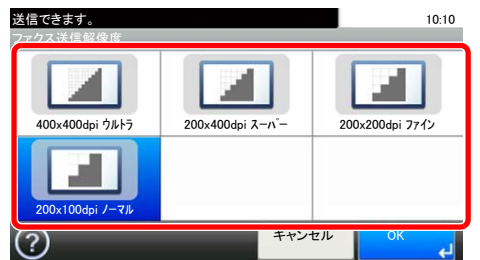 送信できます。 10:10
ファクス送信解像度
400x400dpi ウルトラ 200x400dpi スーパー 200x200dpi ファイン
200x100dpi ノーマル
? キャンセル OK